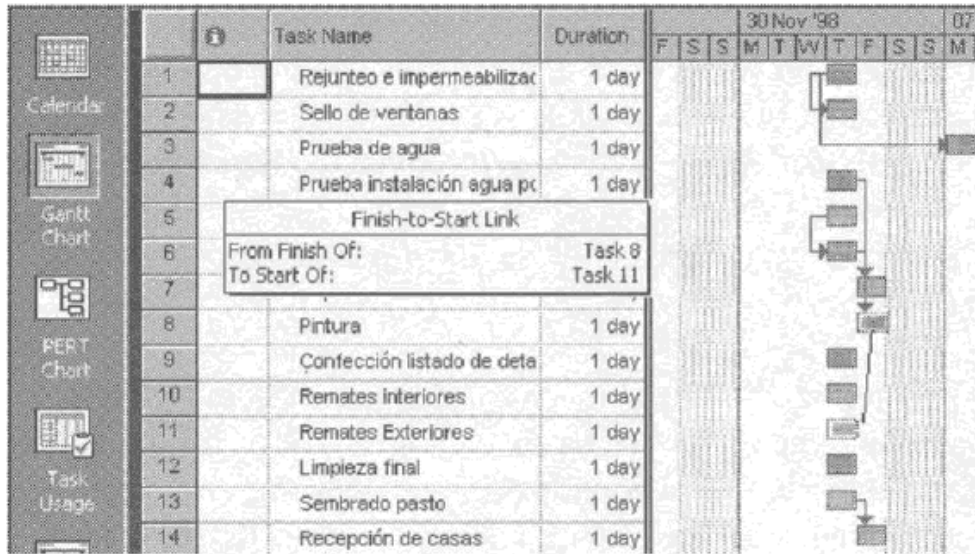 30 Nov '98 02
Task Name Duration F S S M T W T F S S M
1 Rejunteo e impermeabilizac 1 day
Calendar
2 Sello de ventanas 1 day
3 Prueba de agua 1 day
4 Prueba instalación agua po 1 day
Gantt
Chart
5 Finish-to-Start Link
6 From Finish Of: Task 8
To Start Of: Task 11
7
8 Pintura 1 day
PERT
Chart
9 Confección listado de deta 1 day
10 Remates interiores 1 day
11 Remates Exteriores 1 day
12 Limpieza final 1 day
Task
Usage
13 Sembrado pasto 1 day
14 Recepción de casas 1 day